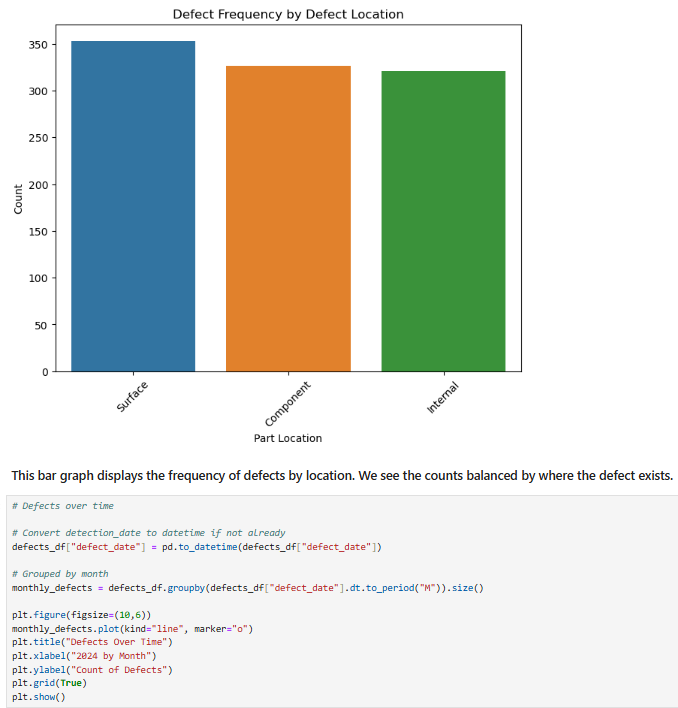 Defect Frequency by Defect Location
350
300
250
200
150
100
50
0
Count
Surface
Component
Internal
Part Location
This bar graph displays the frequency of defects by location. We see the counts balanced by where the defect exists.
# Defects over time
# Convert detection_date to datetime if not already
defects_df["defect_date"] = pd.to_datetime(defects_df["defect_date"])
# Grouped by month
monthly_defects = defects_df.groupby(defects_df["defect_date"].dt.to_period("M")).size()
plt.figure(figsize=(10,6))
monthly_defects.plot(kind="line", marker="o")
plt.title("Defects Over Time")
plt.xlabel("2024 by Month")
plt.ylabel("Count of Defects")
plt.grid(True)
plt.show()